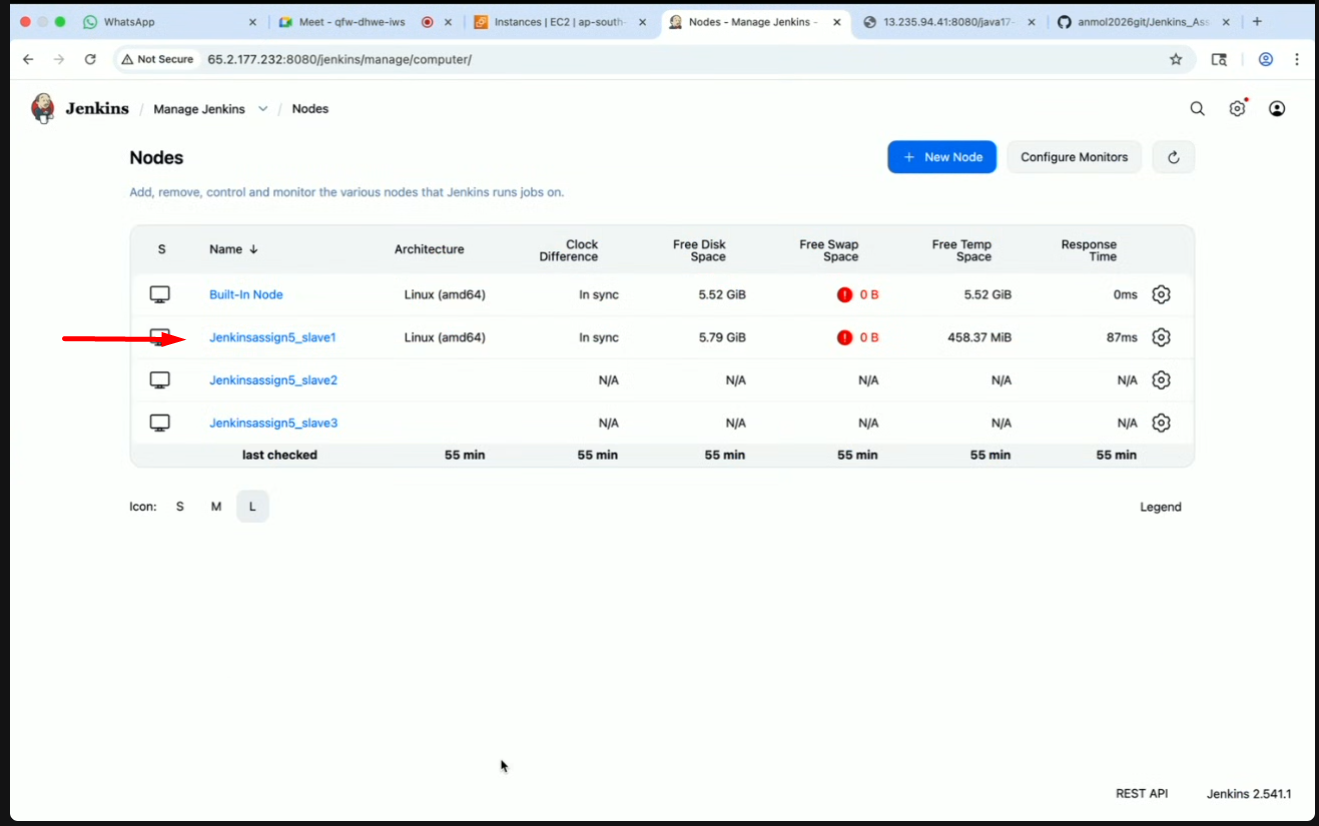 WhatsApp
Meet - qfw-dhwe-iws
Instances | EC2 | ap-south-
Nodes - Manage Jenkins -
13.235.94.41:8080/java17-
anmol2026git/Jenkins_Ass
Not Secure 65.2.177.232:8080/jenkins/manage/computer/
Jenkins / Manage Jenkins / Nodes
Nodes
+ New Node
Configure Monitors
Add, remove, control and monitor the various nodes that Jenkins runs jobs on.
S Name ↓ Architecture Clock Difference Free Disk Space Free Swap Space Free Temp Space Response Time
Built-In Node Linux (amd64) In sync 5.52 GiB 0 B 5.52 GiB 0ms
Jenkinsassign5_slave1 Linux (amd64) In sync 5.79 GiB 0 B 458.37 MiB 87ms
Jenkinsassign5_slave2 N/A N/A N/A N/A N/A
Jenkinsassign5_slave3 N/A N/A N/A N/A N/A
last checked 55 min 55 min 55 min 55 min 55 min 55 min
Icon: S M L Legend
REST API Jenkins 2.541.1